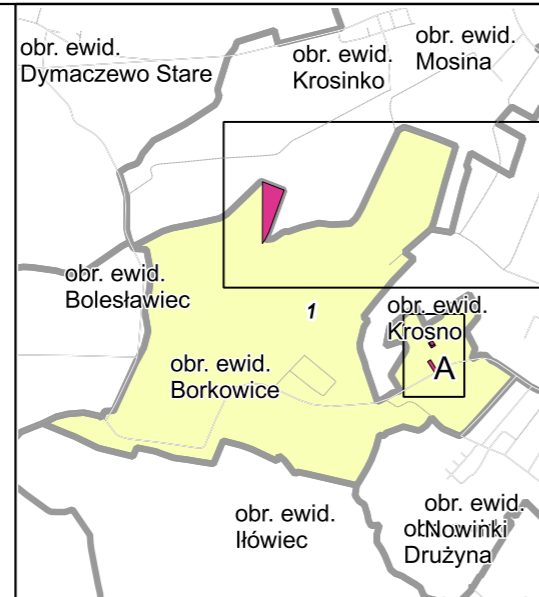 obr. ewid.
Dymaczewo Stare
obr. ewid.
Krosinko
obr. ewid.
Mosina
obr. ewid.
Bolesławiec
1
obr. ewid.
Krosno
A
obr. ewid.
Borkowice
obr. ewid.
Iłówiec
obr. ewid.
Nowinki
Drużyna